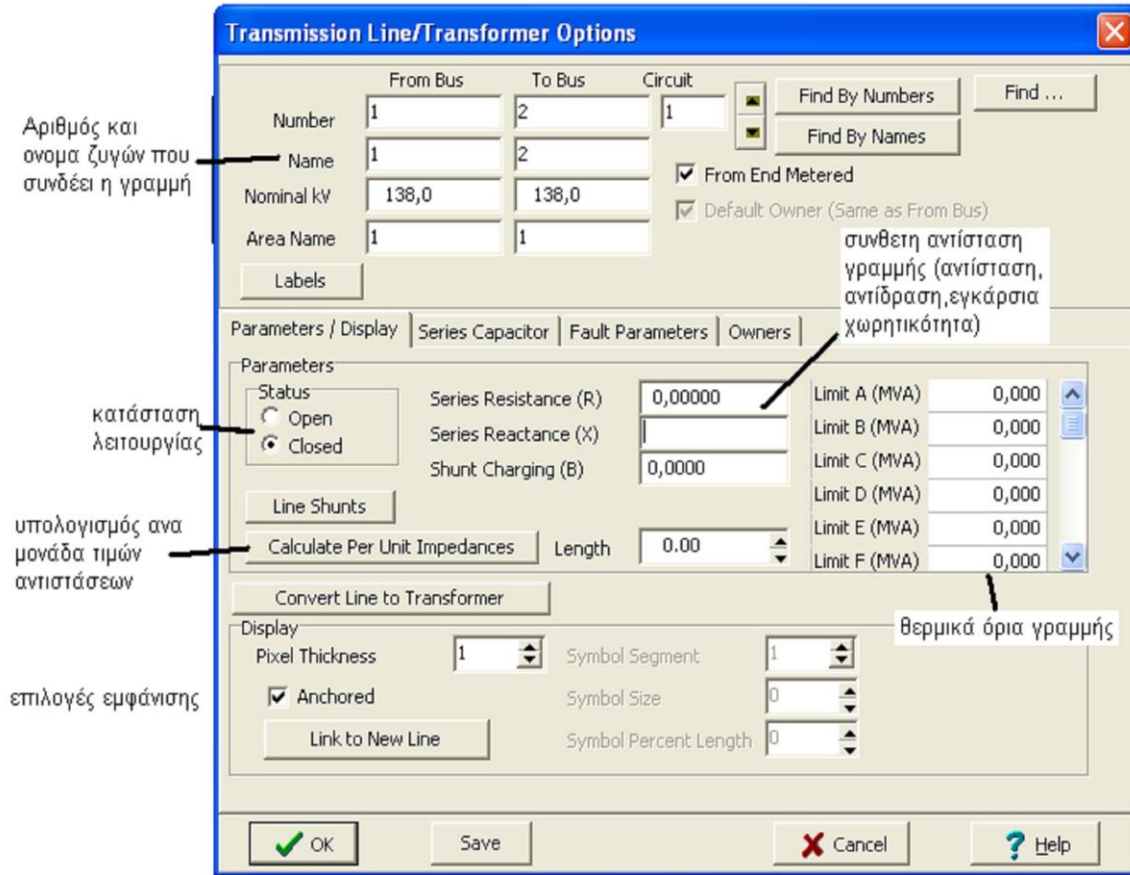 Transmission Line/Transformer Options
From Bus To Bus Circuit
Number 1 2 1 Find By Numbers Find ...
Find By Names
Name 1 2
From End Metered
Nominal kV 138,0 138,0
Default Owner (Same as From Bus)
Area Name 1 1
Labels
Αριθμός και
ονομα ζυγών που
συνδέει η γραμμή
συνθετη αντίσταση
γραμμής (αντίσταση,
αντίδραση,εγκάρσια
χωρητικότητα)
Parameters / Display Series Capacitor Fault Parameters Owners
Parameters
Status
Open
Closed
κατάσταση
λειτουργίας
Series Resistance (R) 0,00000
Series Reactance (X)
Shunt Charging (B) 0,0000
Limit A (MVA) 0,000
Limit B (MVA) 0,000
Limit C (MVA) 0,000
Limit D (MVA) 0,000
Limit E (MVA) 0,000
Limit F (MVA) 0,000
Line Shunts
Calculate Per Unit Impedances Length 0.00
υπολογισμός ανα
μονάδα τιμών
αντιστάσεων
Convert Line to Transformer
θερμικά όρια γραμμής
Display
Pixel Thickness 1 Symbol Segment 1
επιλογές εμφάνισης
Anchored Symbol Size 0
Link to New Line Symbol Percent Length 0
OK Save Cancel ? Help